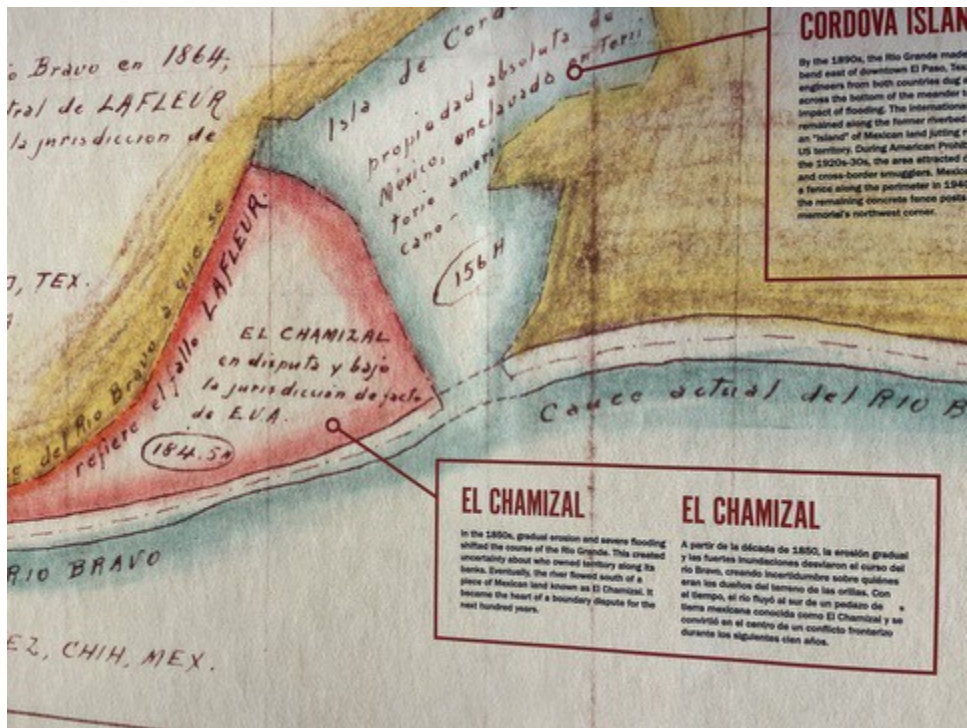 o Bravo en 1864;
tral de LAFLEUR
la jurisdiccion de
Isla de Cordo
propiedad absoluta de
México, enclavado en Terri
torio ameri
cano.
156 H
J, TEX.
e del Rio Bravo a que se
refiere el fallo LAFLEUR.
EL CHAMIZAL
en disputa y bajo
la jurisdicción de facto
de E.U.A.
184.5 H
Cauce actual del RIO B
RIO BRAVO
EZ, CHIH, MEX.
CORDOVA ISLAN
By the 1890s, the Rio Grande made
bend east of downtown El Paso, Tex
engineers from both countries dug a
across the bottom of the meander t
impact of flooding. The internationa
remained along the former riverbed
an "island" of Mexican land jutting n
US territory. During American Prohib
the 1920s-30s, the area attracted c
and cross-border smugglers. Mexico
a fence along the perimeter in 1940
the remaining concrete fence posts
memorial's northwest corner.
EL CHAMIZAL
In the 1850s, gradual erosion and severe flooding
shifted the course of the Rio Grande. This created
uncertainty about who owned territory along its
banks. Eventually, the river flowed south of a
piece of Mexican land known as El Chamizal. It
became the heart of a boundary dispute for the
next hundred years.
EL CHAMIZAL
A partir de la década de 1850, la erosión gradual
y las fuertes inundaciones desviaron el curso del
río Bravo, creando incertidumbre sobre quiénes
eran los dueños del terreno de las orillas. Con
el tiempo, el río fluyó al sur de un pedazo de
tierra mexicana conocida como El Chamizal y se
convirtió en el centro de un conflicto fronterizo
durante los siguientes cien años.